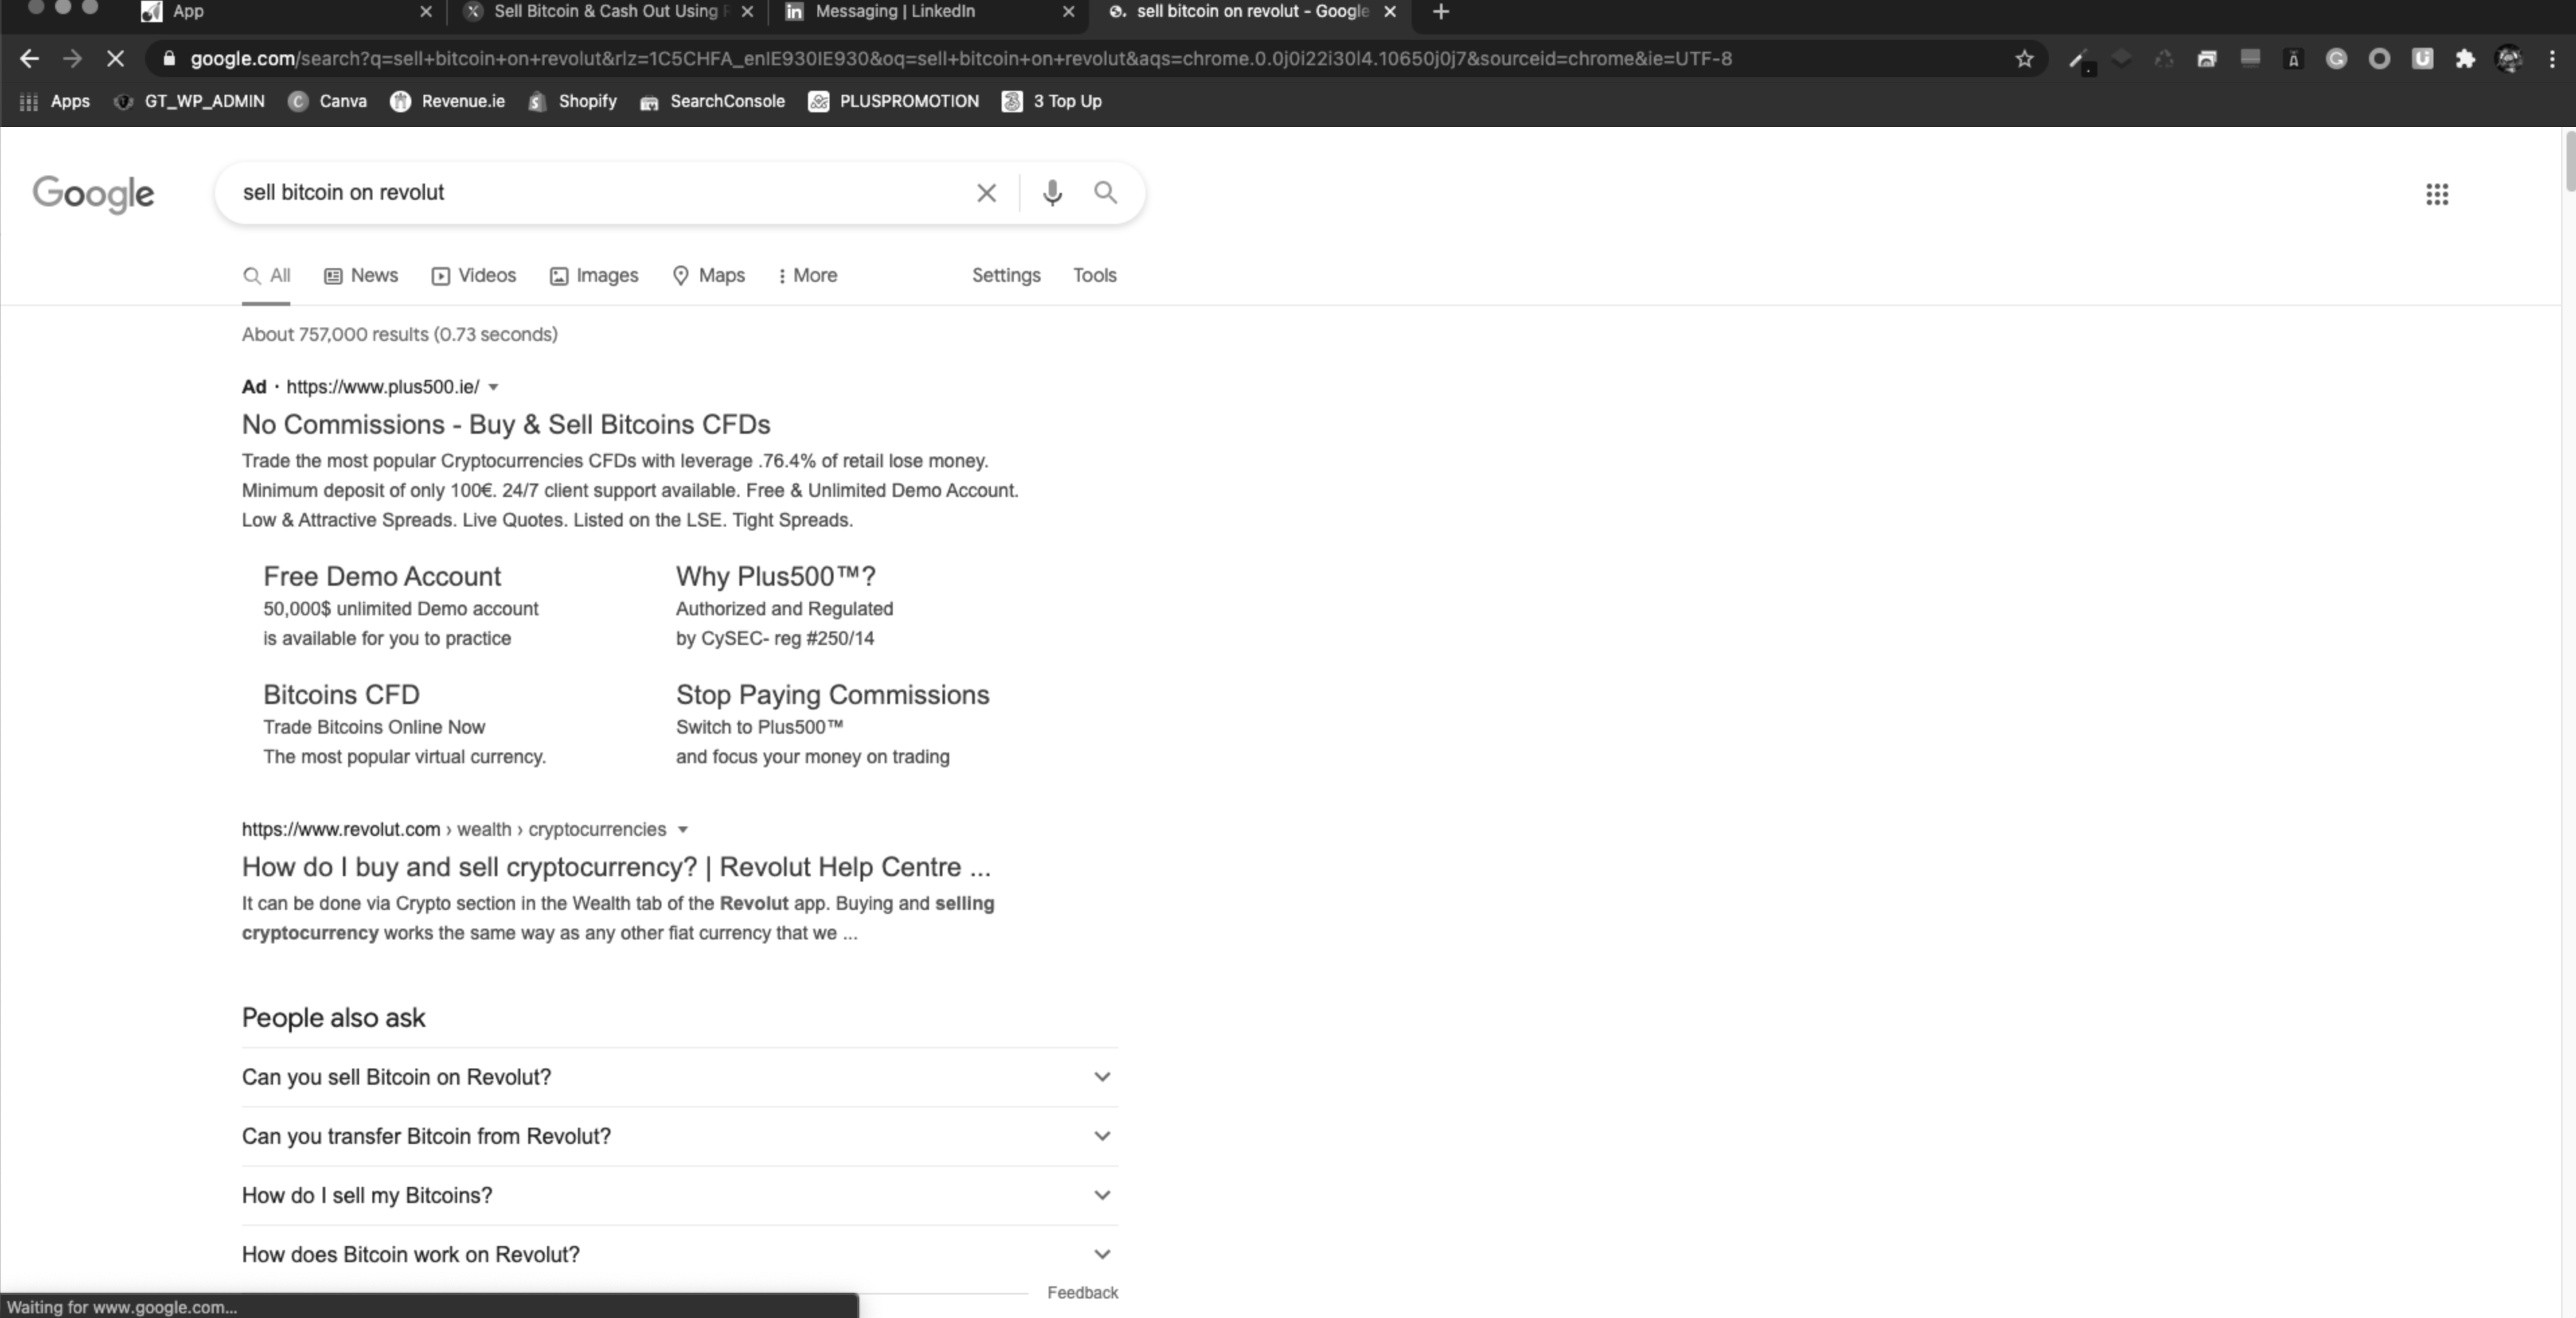 App
Sell Bitcoin & Cash Out Using
Messaging | LinkedIn
sell bitcoin on revolut - Google
google.com/search?q=sell+bitcoin+on+revolut&rlz=1C5CHFA_enIE930IE930&oq=sell+bitcoin+on+revolut&aqs=chrome.0.0j0i22i30l4.10650j0j7&sourceid=chrome&ie=UTF-8
Apps GT_WP_ADMIN Canva Revenue.ie Shopify SearchConsole PLUSPROMOTION 3 Top Up
Google
sell bitcoin on revolut
All News Videos Images Maps More Settings Tools
About 757,000 results (0.73 seconds)
Ad · https://www.plus500.ie/
No Commissions - Buy & Sell Bitcoins CFDs
Trade the most popular Cryptocurrencies CFDs with leverage .76.4% of retail lose money.
Minimum deposit of only 100€. 24/7 client support available. Free & Unlimited Demo Account.
Low & Attractive Spreads. Live Quotes. Listed on the LSE. Tight Spreads.
Free Demo Account
50,000$ unlimited Demo account
is available for you to practice
Why Plus500™?
Authorized and Regulated
by CySEC- reg #250/14
Bitcoins CFD
Trade Bitcoins Online Now
The most popular virtual currency.
Stop Paying Commissions
Switch to Plus500™
and focus your money on trading
https://www.revolut.com › wealth › cryptocurrencies
How do I buy and sell cryptocurrency? | Revolut Help Centre ...
It can be done via Crypto section in the Wealth tab of the Revolut app. Buying and selling
cryptocurrency works the same way as any other fiat currency that we ...
People also ask
Can you sell Bitcoin on Revolut?
Can you transfer Bitcoin from Revolut?
How do I sell my Bitcoins?
How does Bitcoin work on Revolut?
Feedback
Waiting for www.google.com...